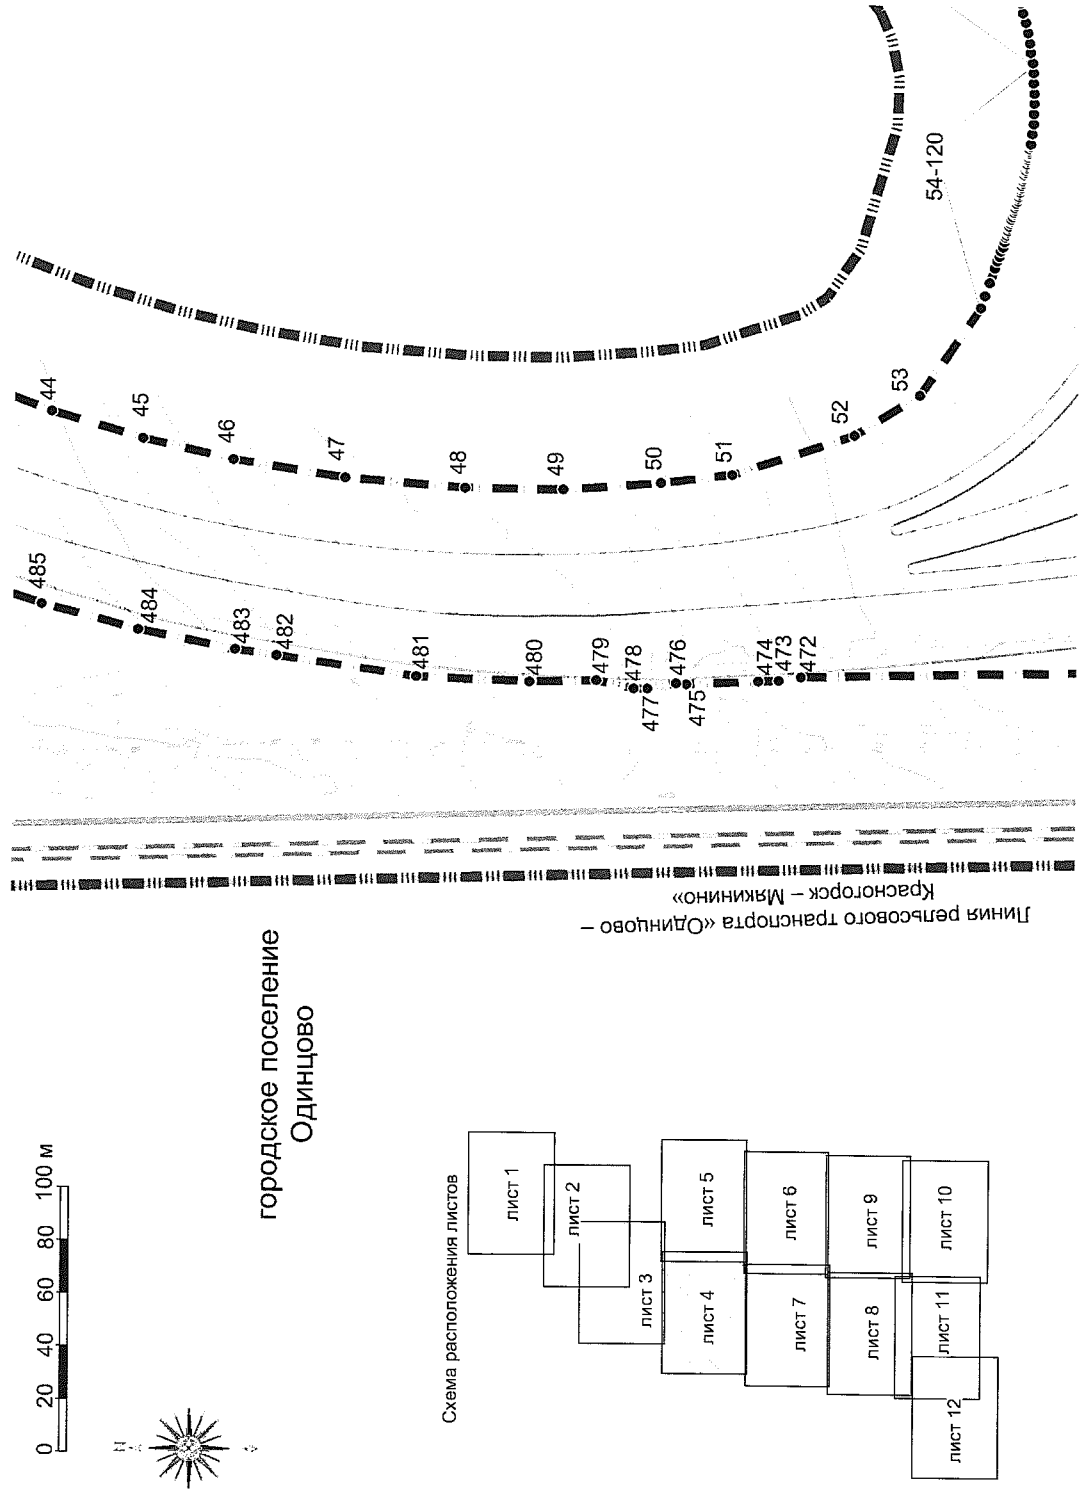 0 20 40 60 80 100 м
N
городское поселение
Одинцово
Схема расположения листов
лист 1
лист 2
лист 3
лист 4
лист 5
лист 6
лист 7
лист 8
лист 9
лист 10
лист 11
лист 12
Линия рельсового транспорта «Одинцово –
Красногорск – Мякинино»
485
484
483
482
481
480
479
478
477
476
475
474
473
472
44
45
46
47
48
49
50
51
52
53
54-120